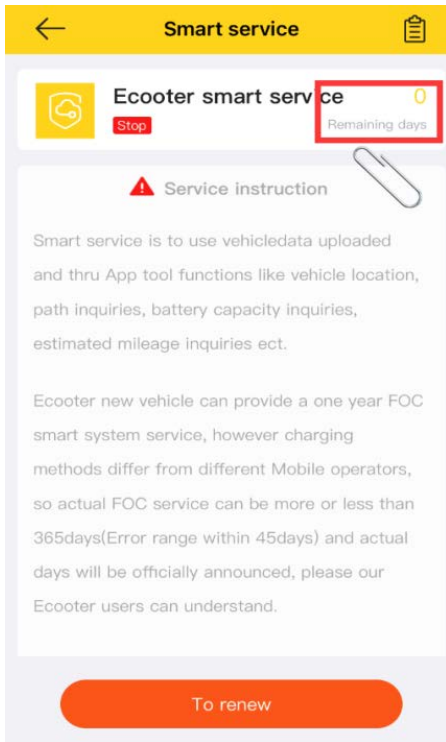 Smart service
Ecooter smart service
0
Stop
Remaining days
Service instruction
Smart service is to use vehicledata uploaded
and thru App tool functions like vehicle location,
path inquiries, battery capacity inquiries,
estimated mileage inquiries ect.
Ecooter new vehicle can provide a one year FOC
smart system service, however charging
methods differ from different Mobile operators,
so actual FOC service can be more or less than
365days(Error range within 45days) and actual
days will be officially announced, please our
Ecooter users can understand.
To renew